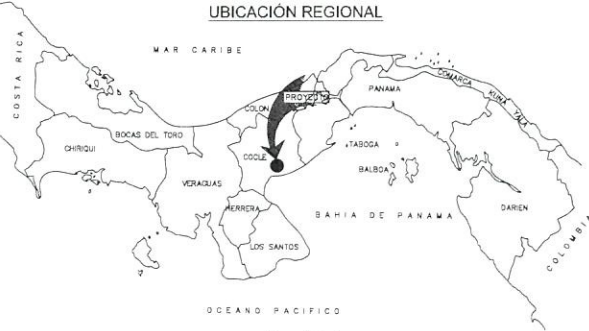 UBICACIÓN REGIONAL
MAR CARIBE
COSTA RICA
COMARCA KUNA YALA
PANAMA
PROYECTO
COLON
BOCAS DEL TORO
TABOGA
CHIRIQUI
COCLE
BALBOA
VERAGUAS
HERRERA
DARIEN
BAHIA DE PANAMA
COLOMBIA
LOS SANTOS
OCEANO PACIFICO